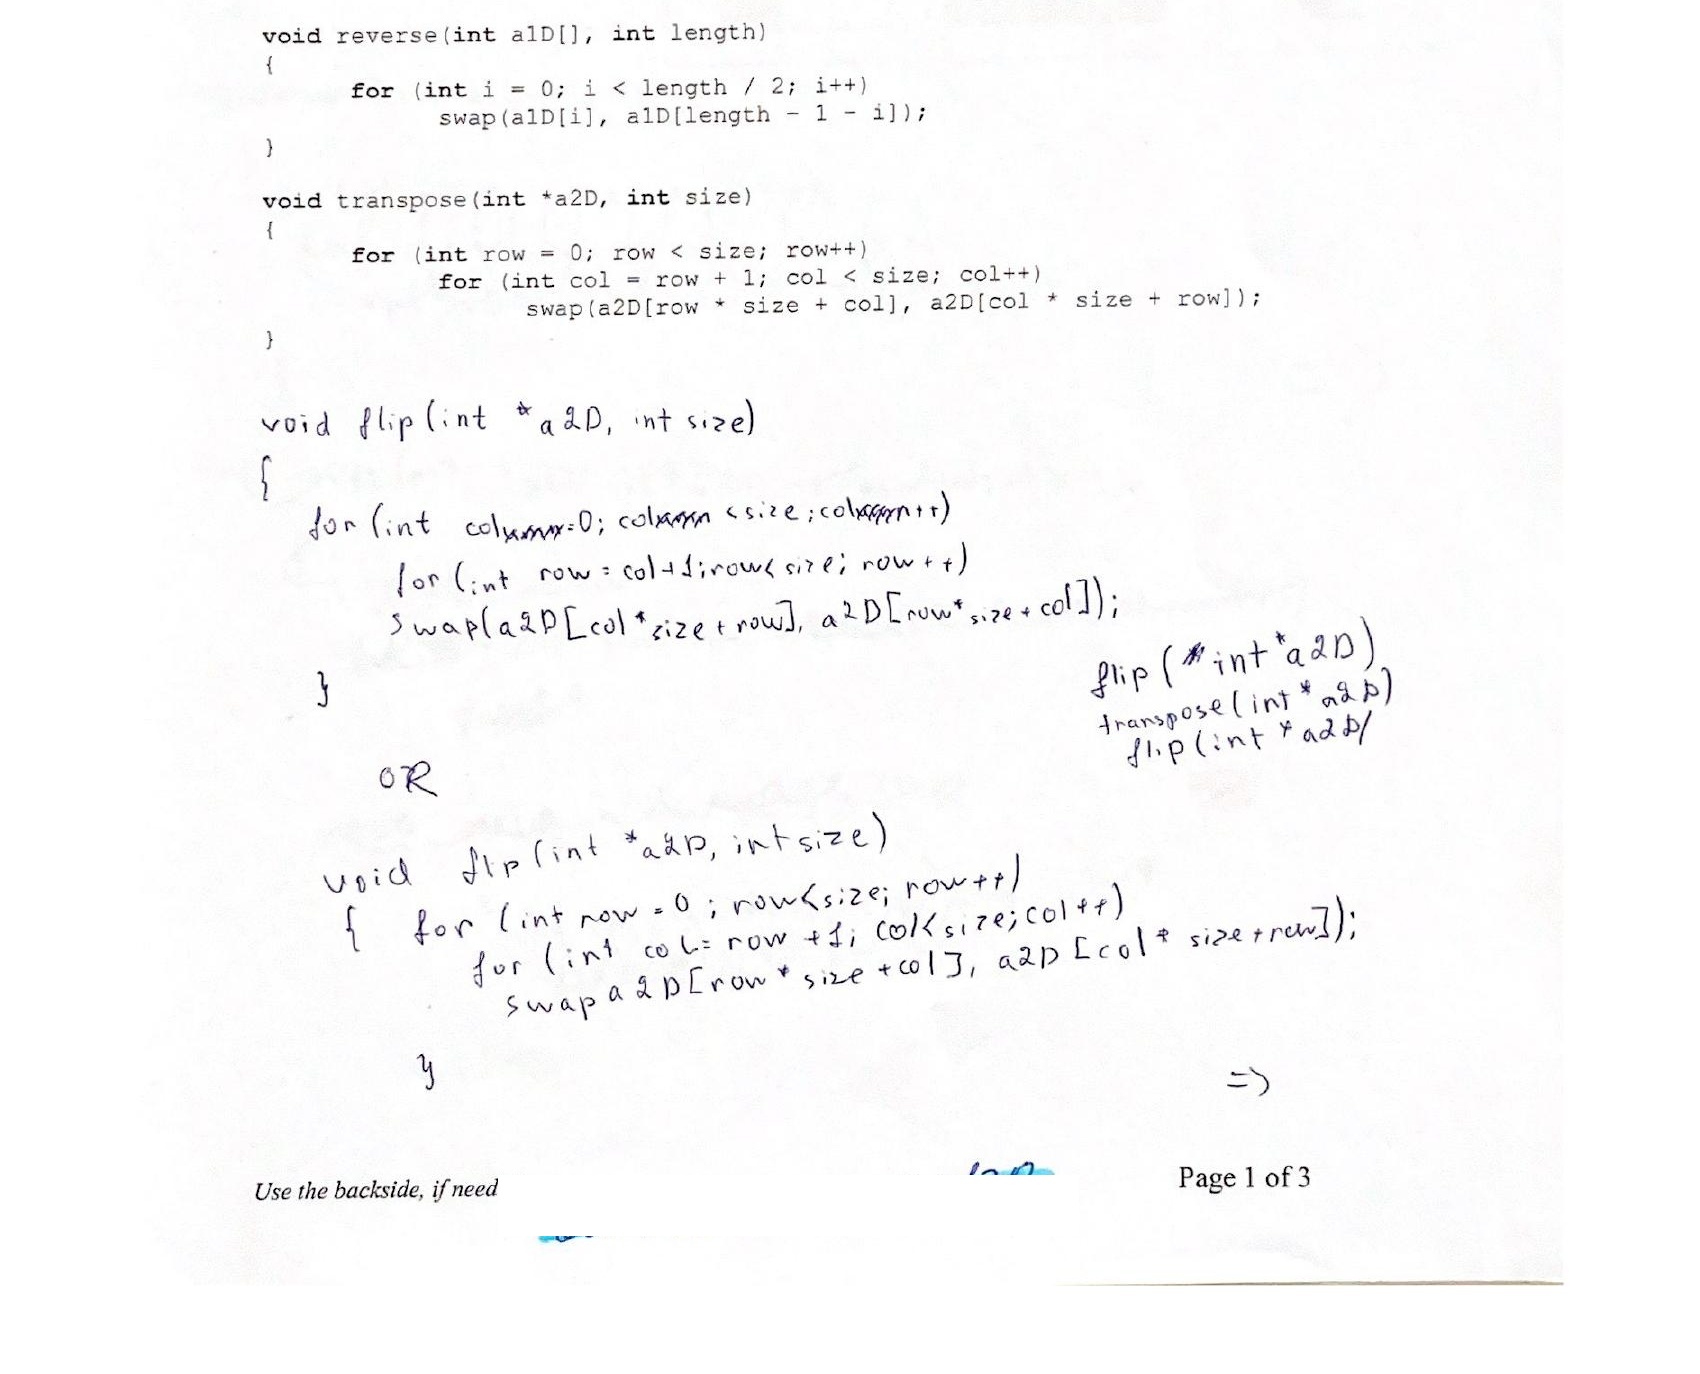 void reverse(int a1D[], int length)
{
for (int i = 0; i < length / 2; i++)
swap(a1D[i], a1D[length - 1 - i]);
}
void transpose(int *a2D, int size)
{
for (int row = 0; row < size; row++)
for (int col = row + 1; col < size; col++)
swap(a2D[row * size + col], a2D[col * size + row]);
}
void flip(int *a2D, int size)
{
for (int col=0; col <size; col++)
for (int row = col+1; row< size; row++)
swap(a2D[col*size+row], a2D[row*size+col]);
}
flip(int *a2D)
transpose(int *a2D)
flip(int *a2D)
OR
void flip(int *a2D, int size)
{ for (int row = 0; row<size; row++)
for (int col= row +1; col<size; col++)
swap a2D[row* size +col], a2D[col* size+row]);
}
=>
Use the backside, if need
Page 1 of 3